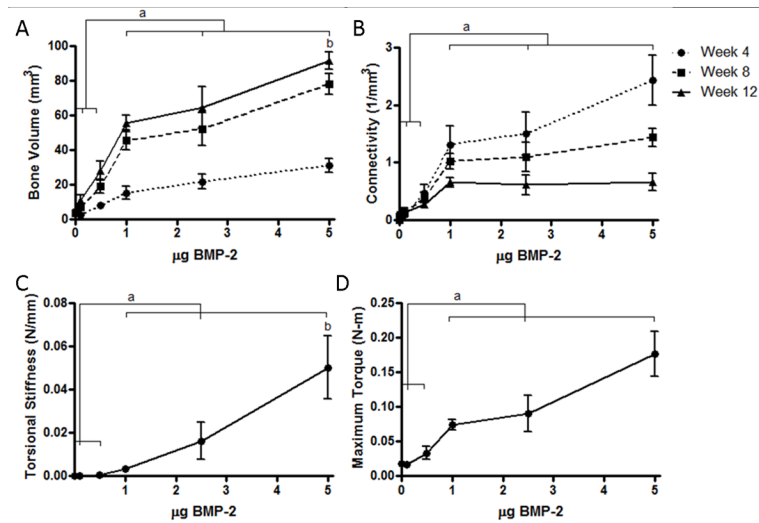 A
a
b
100
80
60
40
20
0
Bone Volume (mm³)
0 1 2 3 4 5
µg BMP-2
B
a
3
2
1
0
Connectivity (1/mm³)
0 1 2 3 4 5
µg BMP-2
Week 4
Week 8
Week 12
C
a
b
0.08
0.06
0.04
0.02
0.00
Torsional Stiffness (N/mm)
1 2 3 4 5
µg BMP-2
D
a
0.25
0.20
0.15
0.10
0.05
0.00
Maximum Torque (N-m)
0 1 2 3 4 5
µg BMP-2